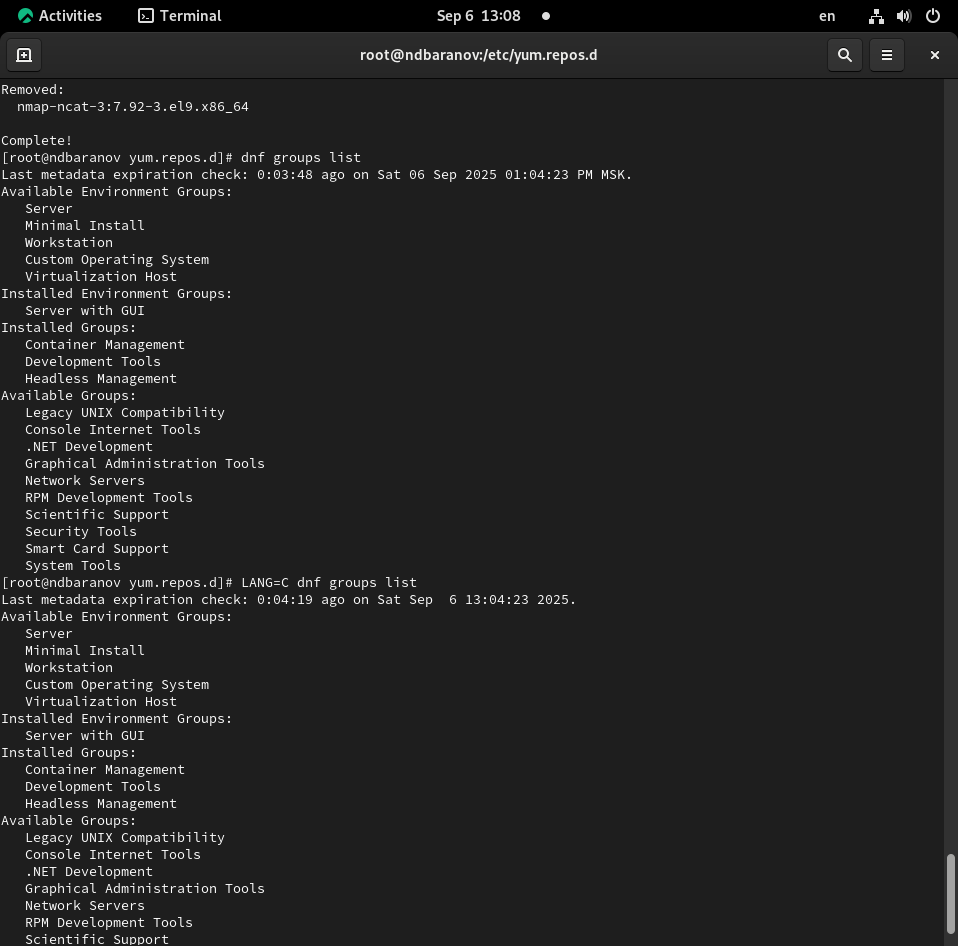 Activities Terminal Sep 6 13:08 en
root@ndbaranov:/etc/yum.repos.d
Removed:
  nmap-ncat-3:7.92-3.el9.x86_64

Complete!
[root@ndbaranov yum.repos.d]# dnf groups list
Last metadata expiration check: 0:03:48 ago on Sat 06 Sep 2025 01:04:23 PM MSK.
Available Environment Groups:
   Server
   Minimal Install
   Workstation
   Custom Operating System
   Virtualization Host
Installed Environment Groups:
   Server with GUI
Installed Groups:
   Container Management
   Development Tools
   Headless Management
Available Groups:
   Legacy UNIX Compatibility
   Console Internet Tools
   .NET Development
   Graphical Administration Tools
   Network Servers
   RPM Development Tools
   Scientific Support
   Security Tools
   Smart Card Support
   System Tools
[root@ndbaranov yum.repos.d]# LANG=C dnf groups list
Last metadata expiration check: 0:04:19 ago on Sat Sep  6 13:04:23 2025.
Available Environment Groups:
   Server
   Minimal Install
   Workstation
   Custom Operating System
   Virtualization Host
Installed Environment Groups:
   Server with GUI
Installed Groups:
   Container Management
   Development Tools
   Headless Management
Available Groups:
   Legacy UNIX Compatibility
   Console Internet Tools
   .NET Development
   Graphical Administration Tools
   Network Servers
   RPM Development Tools
   Scientific Support